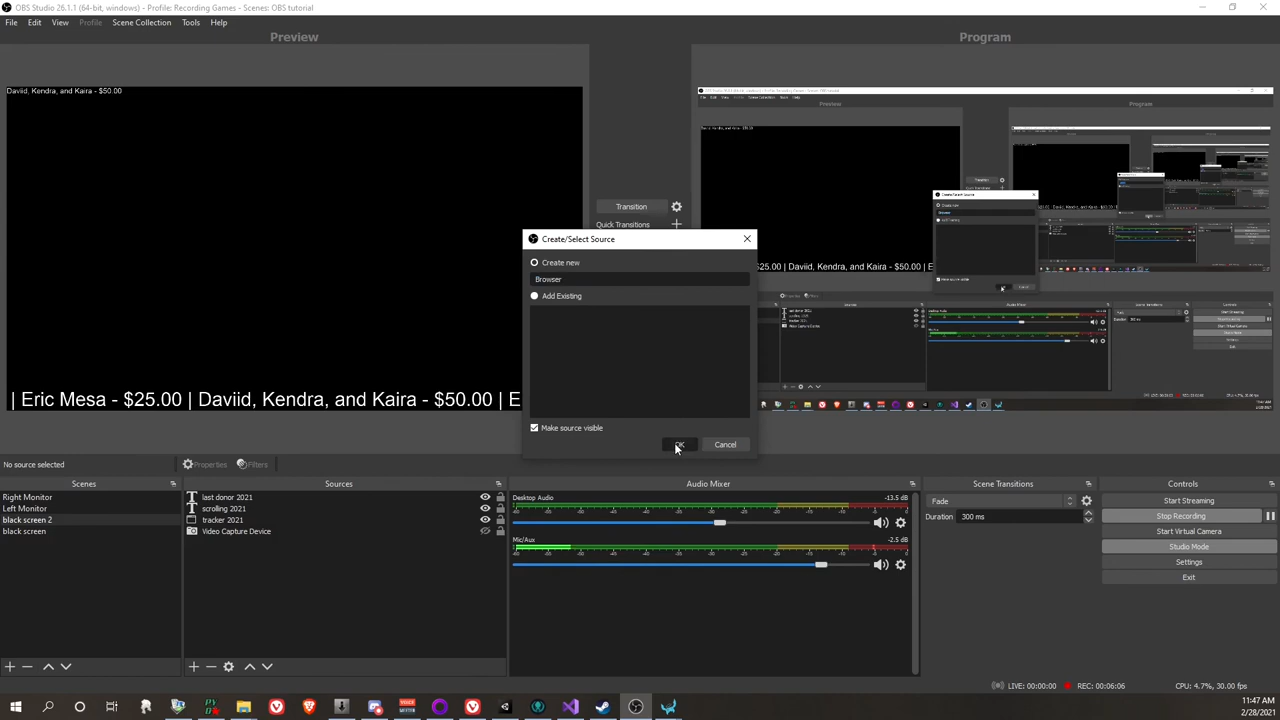 OBS Studio 26.1.1 (64-bit, windows) - Profile: Recording Games - Scenes: OBS tutorial
File Edit View Profile Scene Collection Tools Help
Preview
Program
Daviid, Kendra, and Kaira - $50.00
| Eric Mesa - $25.00 | Daviid, Kendra, and Kaira - $50.00 | E
Transition
Quick Transitions
Create/Select Source
Create new
Browser
Add Existing
Make source visible
OK Cancel
$25.00 | Daviid, Kendra, and Kaira - $50.00 | E
No source selected
Properties Filters
Scenes
Right Monitor
Left Monitor
black screen 2
black screen
Sources
last donor 2021
scrolling 2021
tracker 2021
Video Capture Device
Audio Mixer
Desktop Audio -13.5 dB
Mic/Aux -2.5 dB
Scene Transitions
Fade
Duration 300 ms
Controls
Start Streaming
Stop Recording
Start Virtual Camera
Studio Mode
Settings
Exit
LIVE: 00:00:00 REC: 00:06:06 CPU: 4.7%, 30.00 fps
11:47 AM
2/28/2021